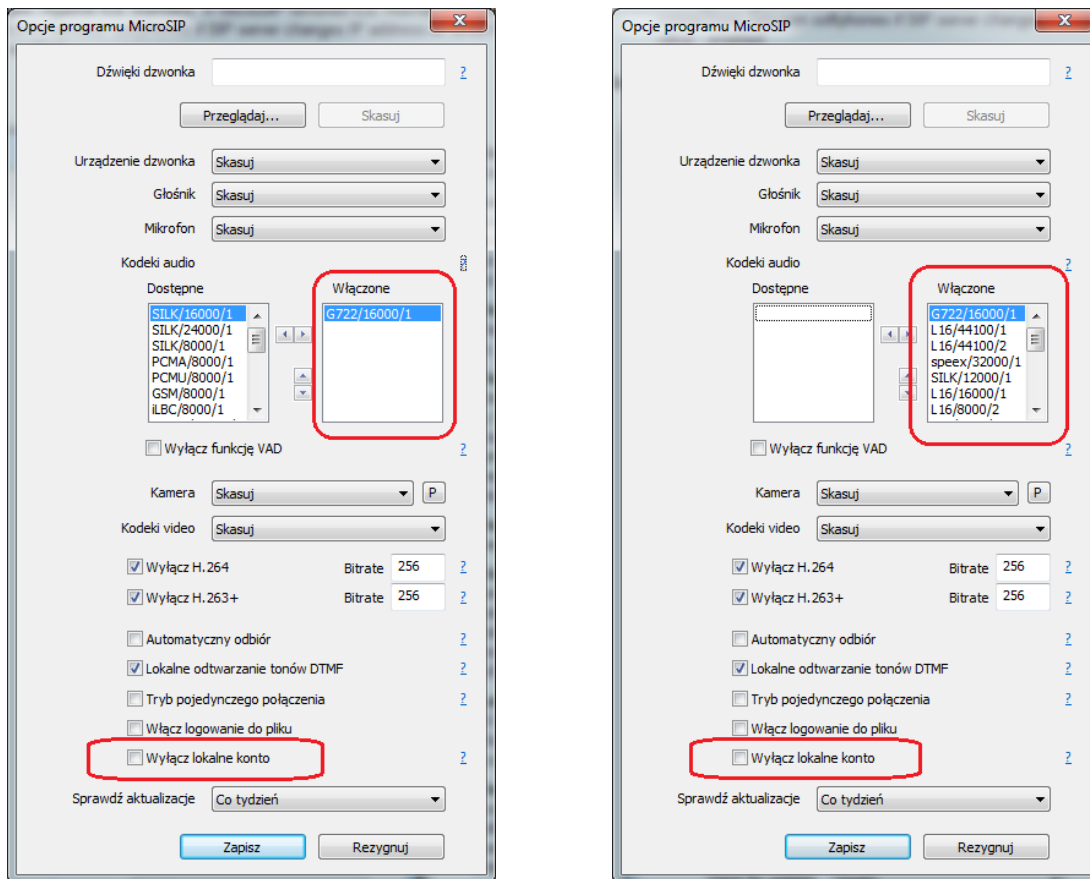 Opcje programu MicroSIP
Dźwięki dzwonka ?
Przeglądaj... Skasuj
Urządzenie dzwonka Skasuj
Głośnik Skasuj
Mikrofon Skasuj
Kodeki audio ?
Dostępne Włączone
SILK/16000/1 G722/16000/1
SILK/24000/1
SILK/8000/1
PCMA/8000/1
PCMU/8000/1
GSM/8000/1
iLBC/8000/1
Wyłącz funkcję VAD ?
Kamera Skasuj P
Kodeki video Skasuj
Wyłącz H.264 Bitrate 256 ?
Wyłącz H.263+ Bitrate 256 ?
Automatyczny odbiór ?
Lokalne odtwarzanie tonów DTMF ?
Tryb pojedynczego połączenia ?
Włącz logowanie do pliku
Wyłącz lokalne konto ?
Sprawdź aktualizacje Co tydzień
Zapisz Rezygnuj
Opcje programu MicroSIP
Dźwięki dzwonka ?
Przeglądaj... Skasuj
Urządzenie dzwonka Skasuj
Głośnik Skasuj
Mikrofon Skasuj
Kodeki audio ?
Dostępne Włączone
G722/16000/1
L16/44100/1
L16/44100/2
speex/32000/1
SILK/12000/1
L16/16000/1
L16/8000/2
Wyłącz funkcję VAD ?
Kamera Skasuj P
Kodeki video Skasuj
Wyłącz H.264 Bitrate 256 ?
Wyłącz H.263+ Bitrate 256 ?
Automatyczny odbiór ?
Lokalne odtwarzanie tonów DTMF ?
Tryb pojedynczego połączenia ?
Włącz logowanie do pliku
Wyłącz lokalne konto ?
Sprawdź aktualizacje Co tydzień
Zapisz Rezygnuj